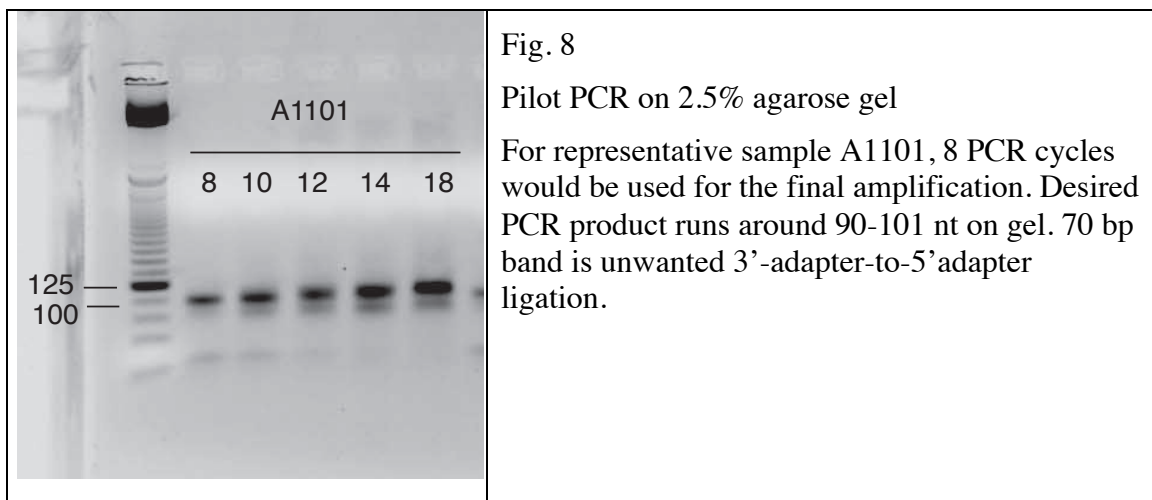 A1101
8 10 12 14 18
125
100
Fig. 8
Pilot PCR on 2.5% agarose gel
For representative sample A1101, 8 PCR cycles
would be used for the final amplification. Desired
PCR product runs around 90-101 nt on gel. 70 bp
band is unwanted 3’-adapter-to-5’adapter
ligation.